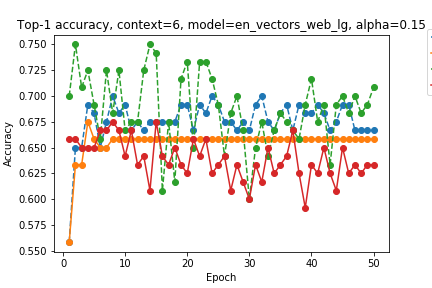 Top-1 accuracy, context=6, model=en_vectors_web_lg, alpha=0.15
0.750
0.725
0.700
0.675
0.650
0.625
0.600
0.575
0.550
Accuracy
0 10 20 30 40 50
Epoch